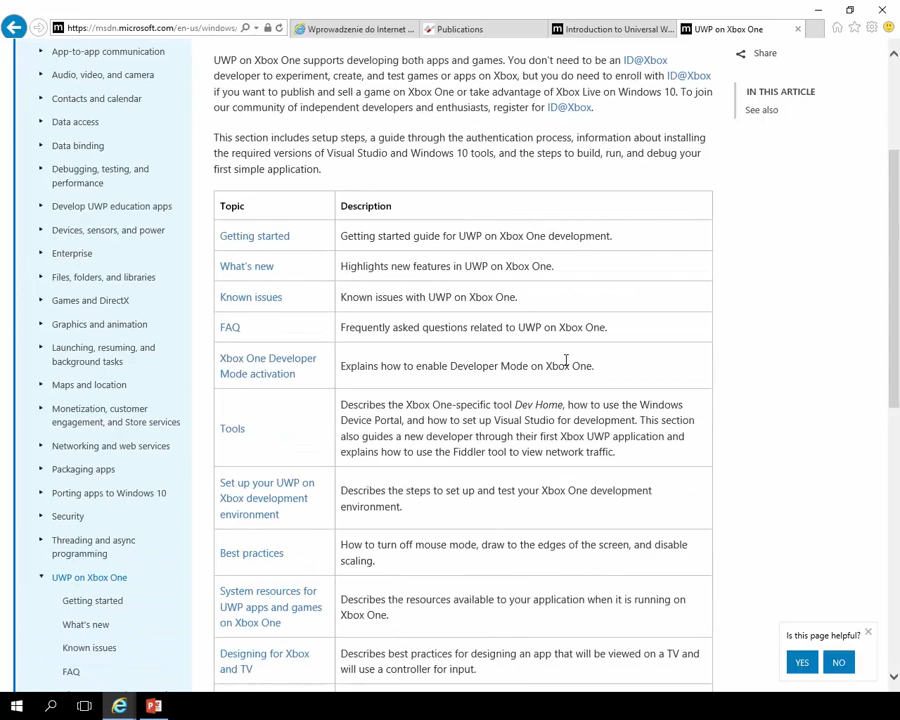 https://msdn.microsoft.com/en-us/windows/
Wprowadzenie do Internet ...
Publications
Introduction to Universal W...
UWP on Xbox One
App-to-app communication
Audio, video, and camera
Contacts and calendar
Data access
Data binding
Debugging, testing, and
performance
Develop UWP education apps
Devices, sensors, and power
Enterprise
Files, folders, and libraries
Games and DirectX
Graphics and animation
Launching, resuming, and
background tasks
Maps and location
Monetization, customer
engagement, and Store services
Networking and web services
Packaging apps
Porting apps to Windows 10
Security
Threading and async
programming
UWP on Xbox One
Getting started
What's new
Known issues
FAQ
UWP on Xbox One supports developing both apps and games. You don't need to be an ID@Xbox
developer to experiment, create, and test games or apps on Xbox, but you do need to enroll with ID@Xbox
if you want to publish and sell a game on Xbox One or take advantage of Xbox Live on Windows 10. To join
our community of independent developers and enthusiasts, register for ID@Xbox.
This section includes setup steps, a guide through the authentication process, information about installing
the required versions of Visual Studio and Windows 10 tools, and the steps to build, run, and debug your
first simple application.
Topic Description
Getting started Getting started guide for UWP on Xbox One development.
What's new Highlights new features in UWP on Xbox One.
Known issues Known issues with UWP on Xbox One.
FAQ Frequently asked questions related to UWP on Xbox One.
Xbox One Developer
Mode activation
Explains how to enable Developer Mode on Xbox One.
Tools
Describes the Xbox One-specific tool Dev Home, how to use the Windows
Device Portal, and how to set up Visual Studio for development. This section
also guides a new developer through their first Xbox UWP application and
explains how to use the Fiddler tool to view network traffic.
Set up your UWP on
Xbox development
environment
Describes the steps to set up and test your Xbox One development
environment.
Best practices
How to turn off mouse mode, draw to the edges of the screen, and disable
scaling.
System resources for
UWP apps and games
on Xbox One
Describes the resources available to your application when it is running on
Xbox One.
Designing for Xbox
and TV
Describes best practices for designing an app that will be viewed on a TV and
will use a controller for input.
Share
IN THIS ARTICLE
See also
Is this page helpful?
YES
NO